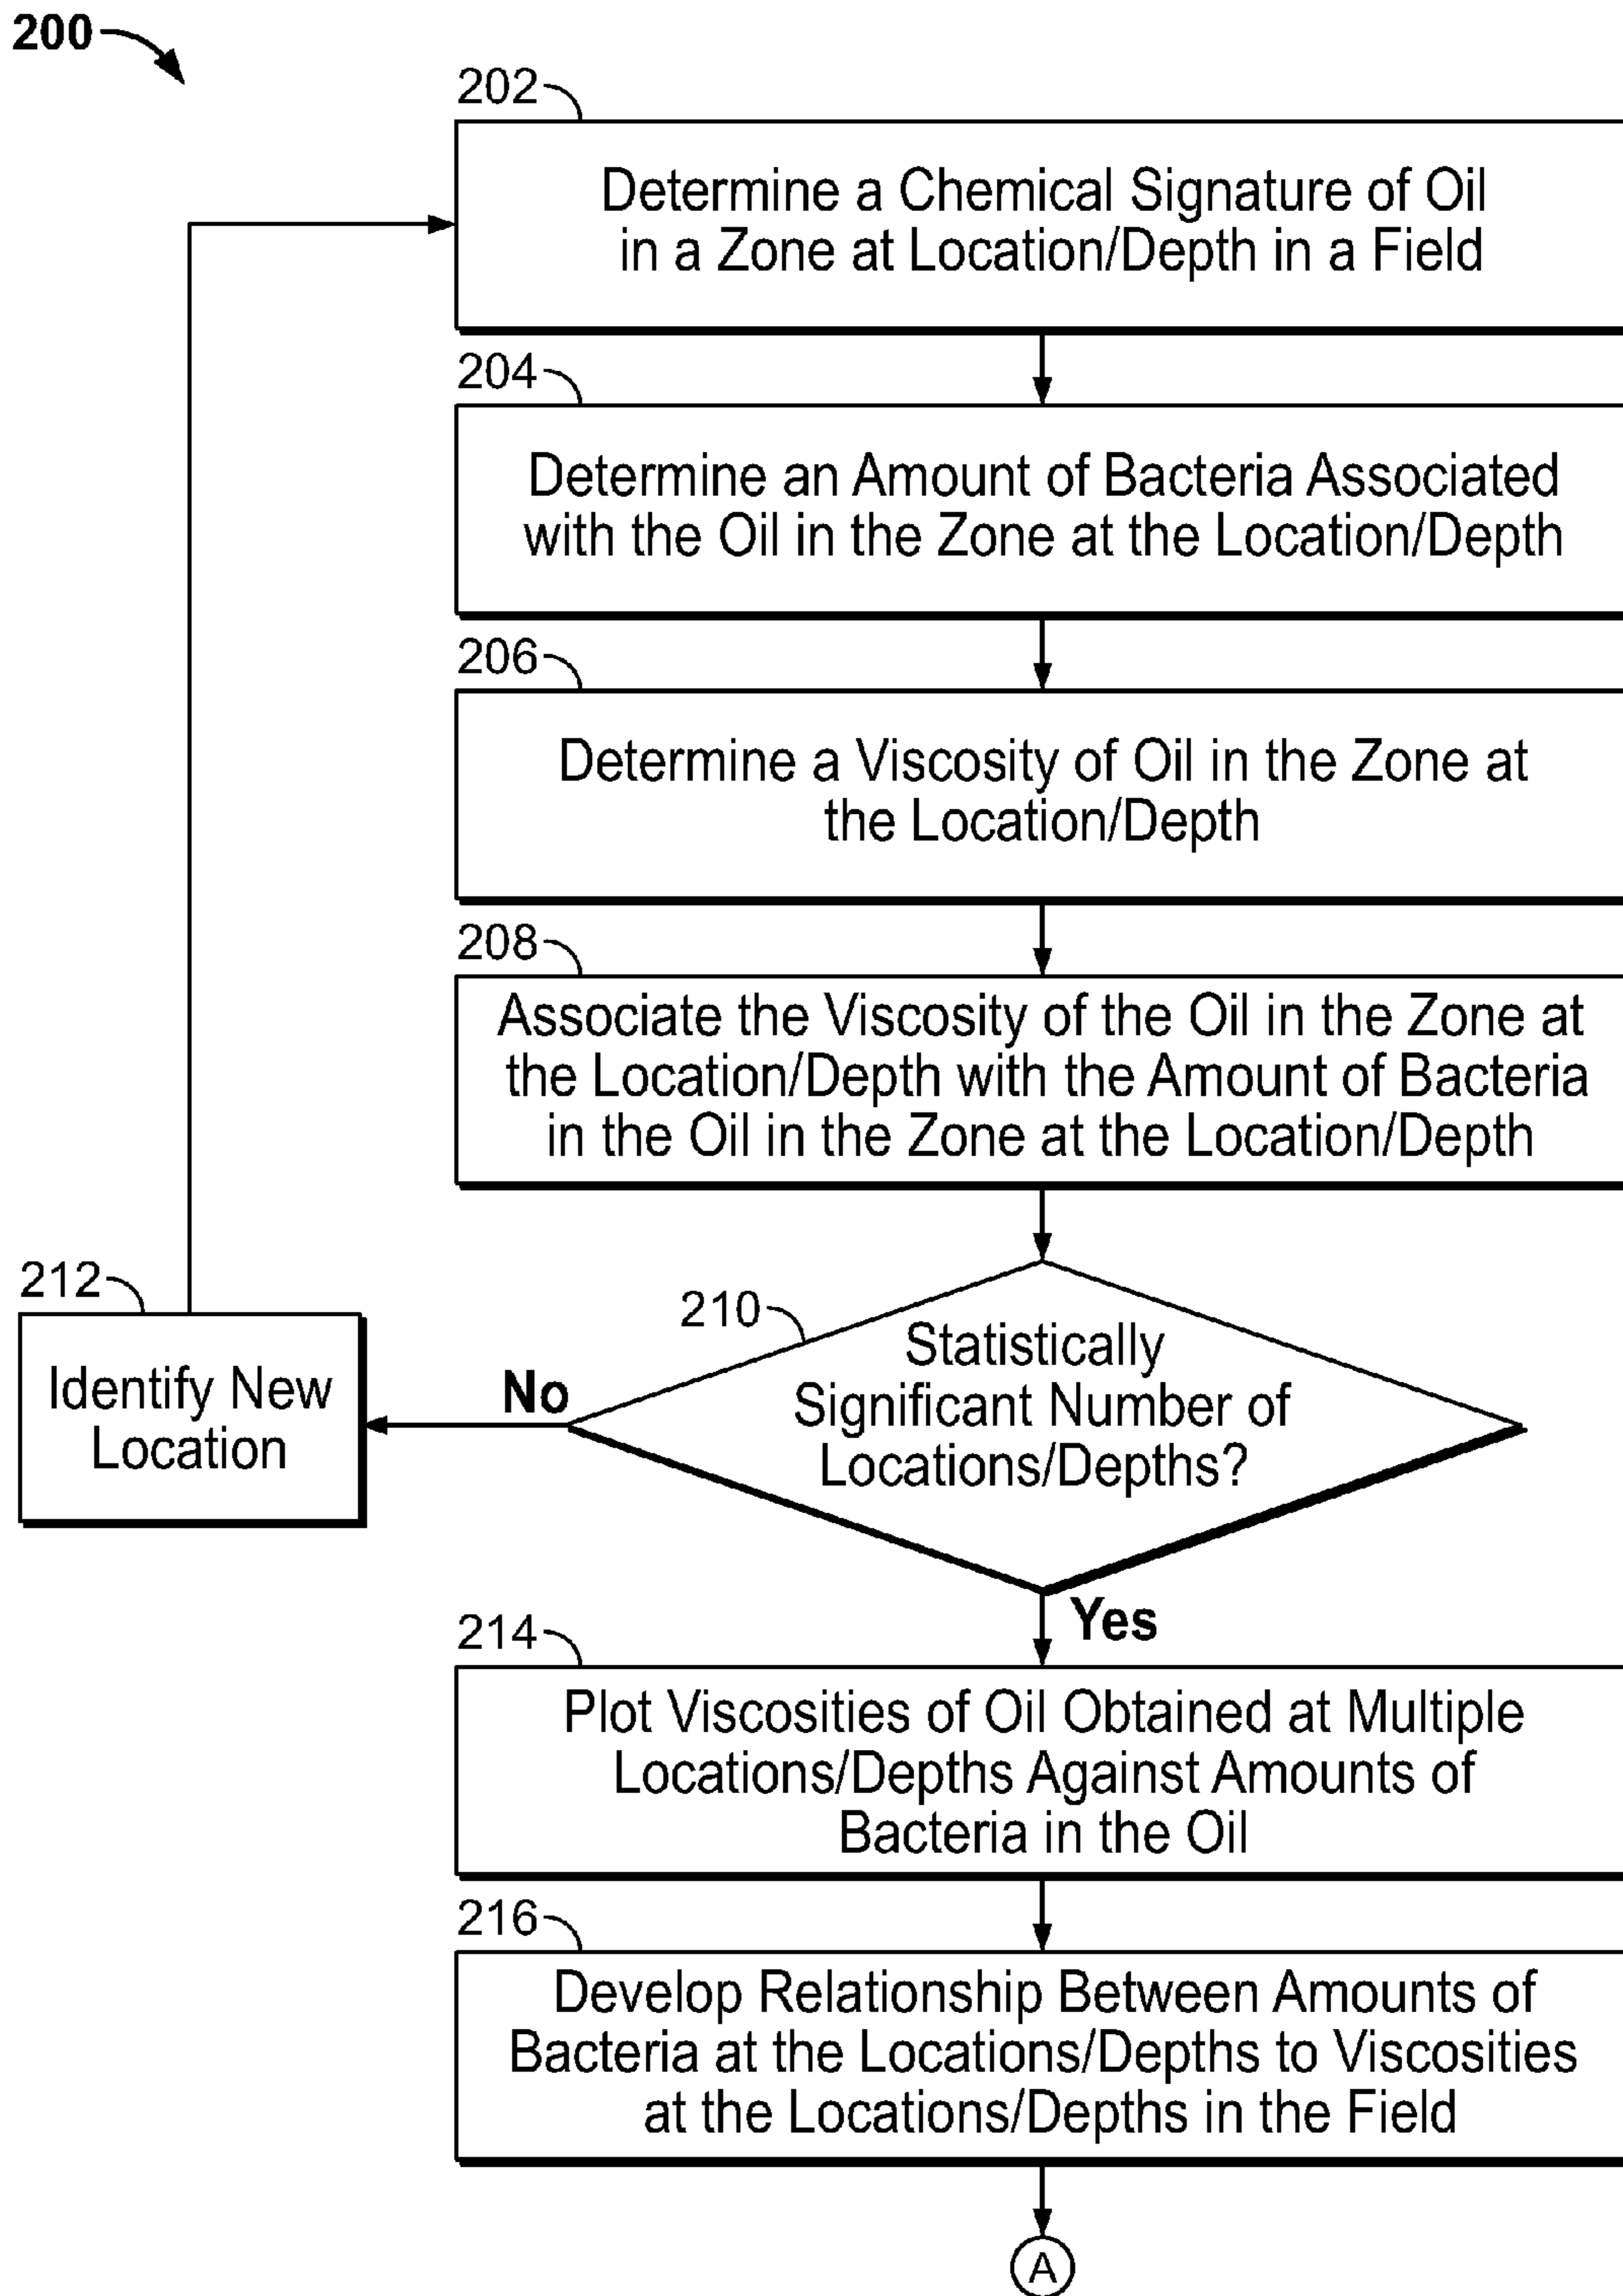 200
202
Determine a Chemical Signature of Oil
in a Zone at Location/Depth in a Field
204
Determine an Amount of Bacteria Associated
with the Oil in the Zone at the Location/Depth
206
Determine a Viscosity of Oil in the Zone at
the Location/Depth
208
Associate the Viscosity of the Oil in the Zone at
the Location/Depth with the Amount of Bacteria
in the Oil in the Zone at the Location/Depth
210
Statistically
Significant Number of
Locations/Depths?
No
212
Identify New
Location
Yes
214
Plot Viscosities of Oil Obtained at Multiple
Locations/Depths Against Amounts of
Bacteria in the Oil
216
Develop Relationship Between Amounts of
Bacteria at the Locations/Depths to Viscosities
at the Locations/Depths in the Field
A